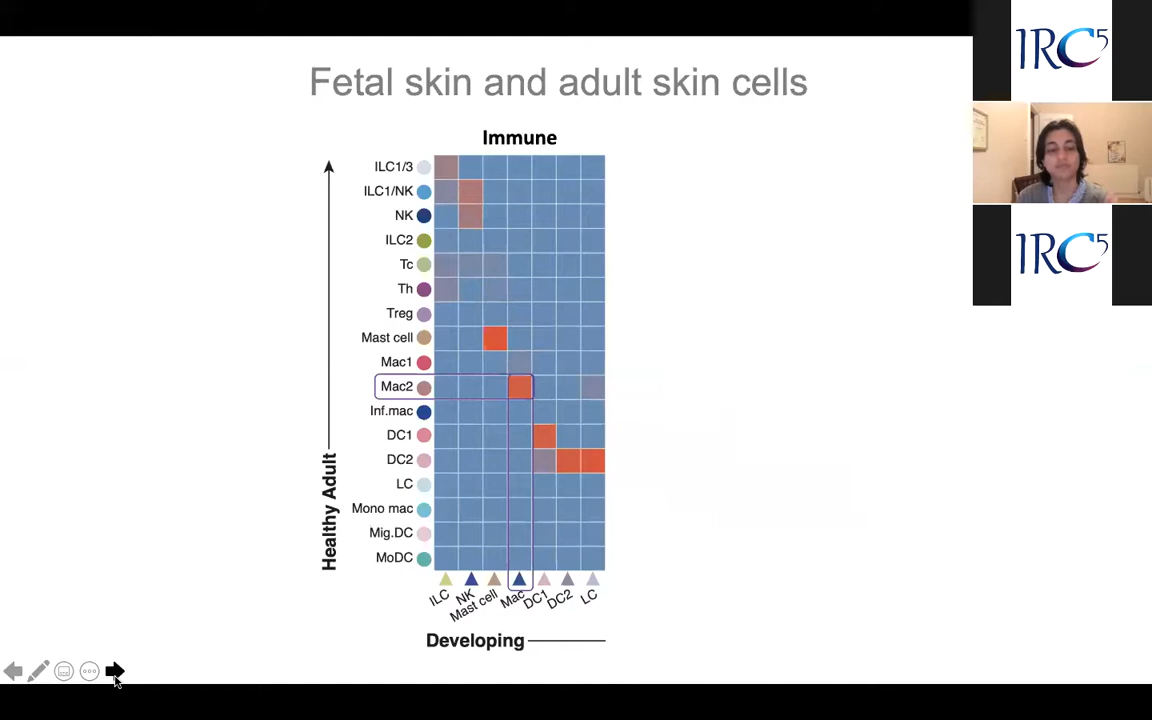 Fetal skin and adult skin cells
Immune
ILC1/3
ILC1/NK
NK
ILC2
Tc
Th
Treg
Mast cell
Mac1
Mac2
Inf.mac
DC1
DC2
LC
Mono mac
Mig.DC
MoDC
Healthy Adult
ILC
NK
Mast cell
Mac
DC1
DC2
LC
Developing
IRC5
IRC5